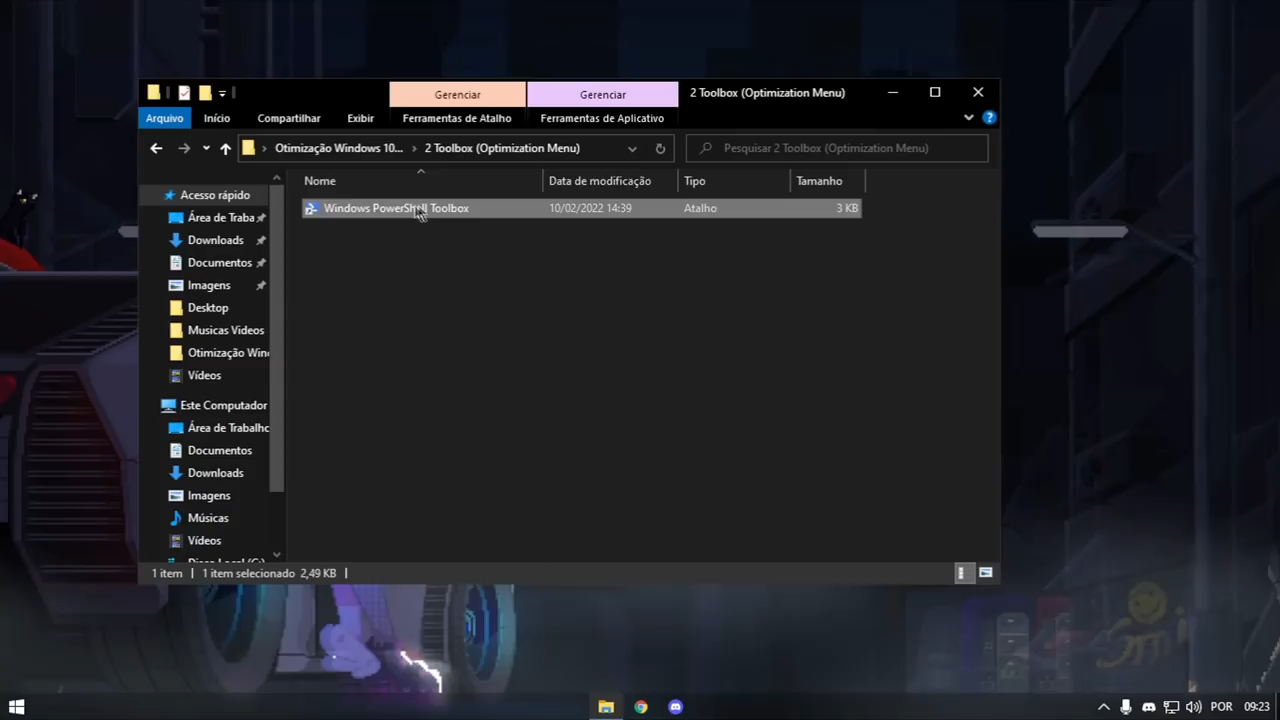 Gerenciar Gerenciar 2 Toolbox (Optimization Menu)
Arquivo Início Compartilhar Exibir Ferramentas de Atalho Ferramentas de Aplicativo
Otimização Windows 10... 2 Toolbox (Optimization Menu) Pesquisar 2 Toolbox (Optimization Menu)
Nome Data de modificação Tipo Tamanho
Windows PowerShell Toolbox 10/02/2022 14:39 Atalho 3 KB
Acesso rápido
Área de Traba
Downloads
Documentos
Imagens
Desktop
Musicas Videos
Otimização Win
Vídeos
Este Computador
Área de Trabalho
Documentos
Downloads
Imagens
Músicas
Vídeos
Disco Local (C:)
1 item 1 item selecionado 2,49 KB
POR 09:23